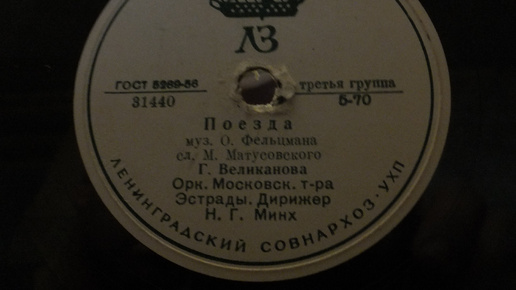 ЛЗ
ГОСТ 5289-56
третья группа
31440
5-70
Поезда
муз. О. Фельцмана
сл. М. Матусовского
Г. Великанова
Орк. Московск. т-ра
Эстрады. Дирижер
Н. Г. Минх
ЛЕНИНГРАДСКИЙ СОВНАРХОЗ·УХП